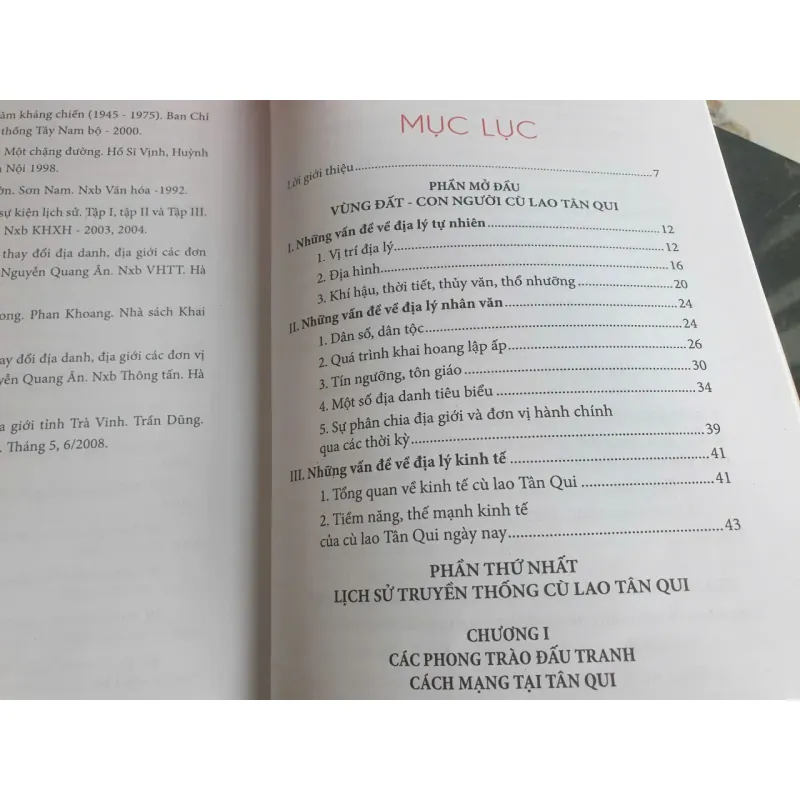 năm kháng chiến (1945 - 1975). Ban Chỉ
thống Tây Nam bộ - 2000.
Một chặng đường. Hồ Sĩ Vịnh, Huỳnh
Nội 1998.
Sơn Nam. Nxb Văn hóa -1992.
sự kiện lịch sử. Tập I, tập II và Tập III.
Nxb KHXH - 2003, 2004.
thay đổi địa danh, địa giới các đơn
Nguyễn Quang Ân. Nxb VHTT. Hà
ong. Phan Khoang. Nhà sách Khai
ay đổi địa danh, địa giới các đơn vị
yễn Quang Ân. Nxb Thông tấn. Hà
a giới tỉnh Trà Vinh. Trần Dũng.
. Tháng 5, 6/2008.
MỤC LỤC
Lời giới thiệu.....7
PHẦN MỞ ĐẦU
VÙNG ĐẤT - CON NGƯỜI CÙ LAO TÂN QUI
I. Những vấn đề về địa lý tự nhiên.....12
1. Vị trí địa lý.....12
2. Địa hình.....16
3. Khí hậu, thời tiết, thủy văn, thổ nhưỡng.....20
II. Những vấn đề về địa lý nhân văn.....24
1. Dân số, dân tộc.....24
2. Quá trình khai hoang lập ấp.....26
3. Tín ngưỡng, tôn giáo.....30
4. Một số địa danh tiêu biểu.....34
5. Sự phân chia địa giới và đơn vị hành chính
qua các thời kỳ.....39
III. Những vấn đề về địa lý kinh tế.....41
1. Tổng quan về kinh tế cù lao Tân Qui.....41
2. Tiềm năng, thế mạnh kinh tế
của cù lao Tân Qui ngày nay.....43
PHẦN THỨ NHẤT
LỊCH SỬ TRUYỀN THỐNG CÙ LAO TÂN QUI
CHƯƠNG I
CÁC PHONG TRÀO ĐẤU TRANH
CÁCH MẠNG TẠI TÂN QUI